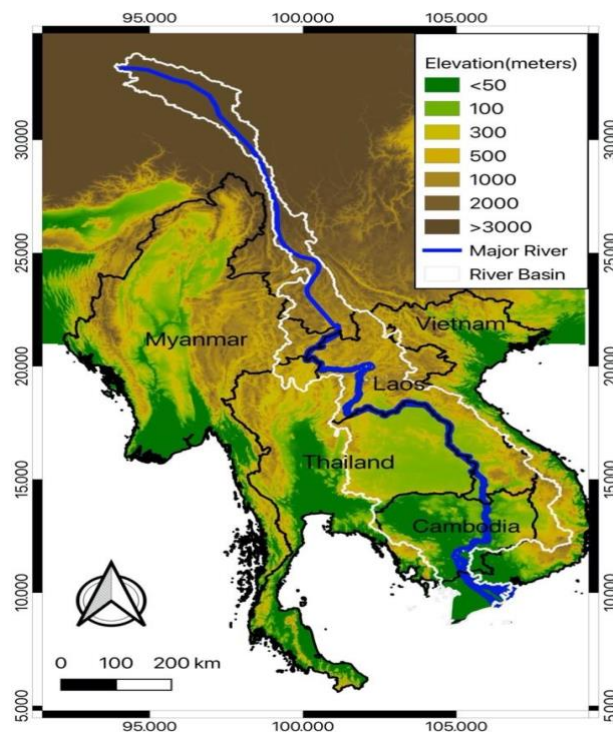 95.000 100.000 105.000
Elevation(meters)
<50
100
300
500
1000
2000
>3000
Major River
River Basin
30.000 30.000
25.000 25.000
Vietnam
Myanmar
20.000 20.000
Laos
Thailand
15.000 15.000
Cambodia
10.000 10.000
0 100 200 km
5.000 5.000
95.000 100.000 105.000